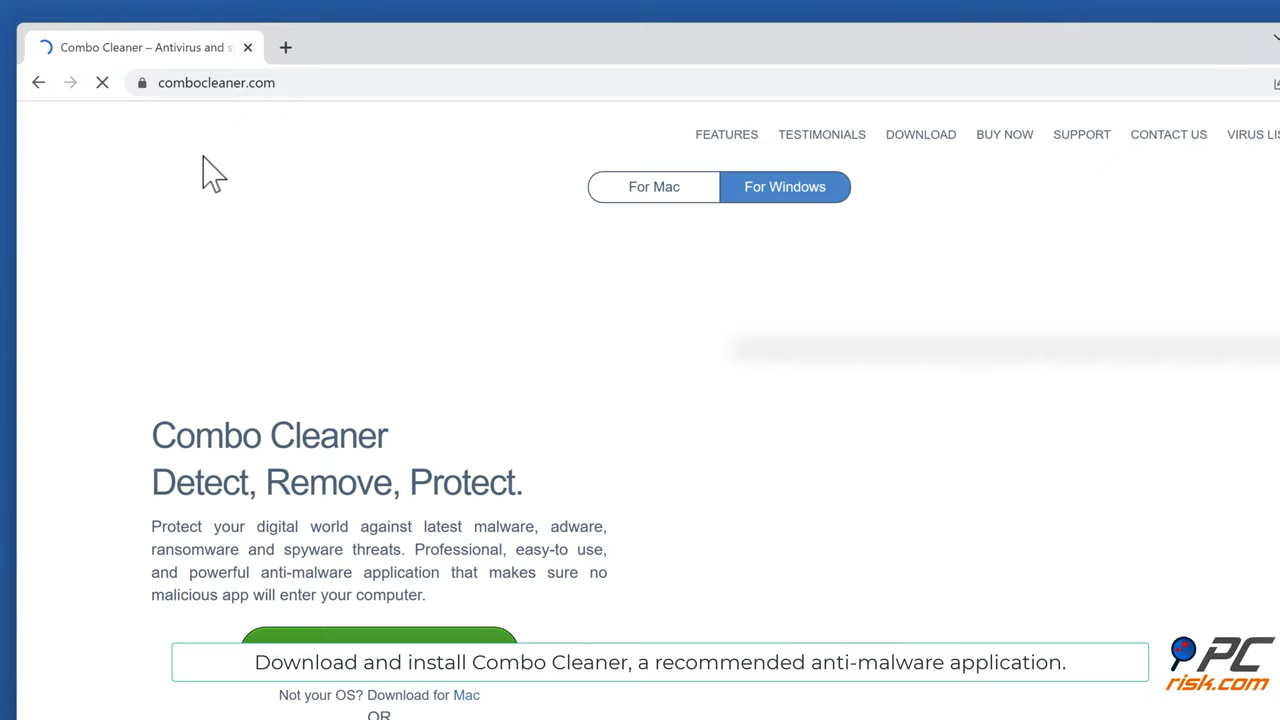 Combo Cleaner – Antivirus and s
combocleaner.com
FEATURES TESTIMONIALS DOWNLOAD BUY NOW SUPPORT CONTACT US VIRUS LIS
For Mac For Windows
Combo Cleaner
Detect, Remove, Protect.
Protect your digital world against latest malware, adware,
ransomware and spyware threats. Professional, easy-to use,
and powerful anti-malware application that makes sure no
malicious app will enter your computer.
Download and install Combo Cleaner, a recommended anti-malware application.
Not your OS? Download for Mac
OR
PC
risk.com